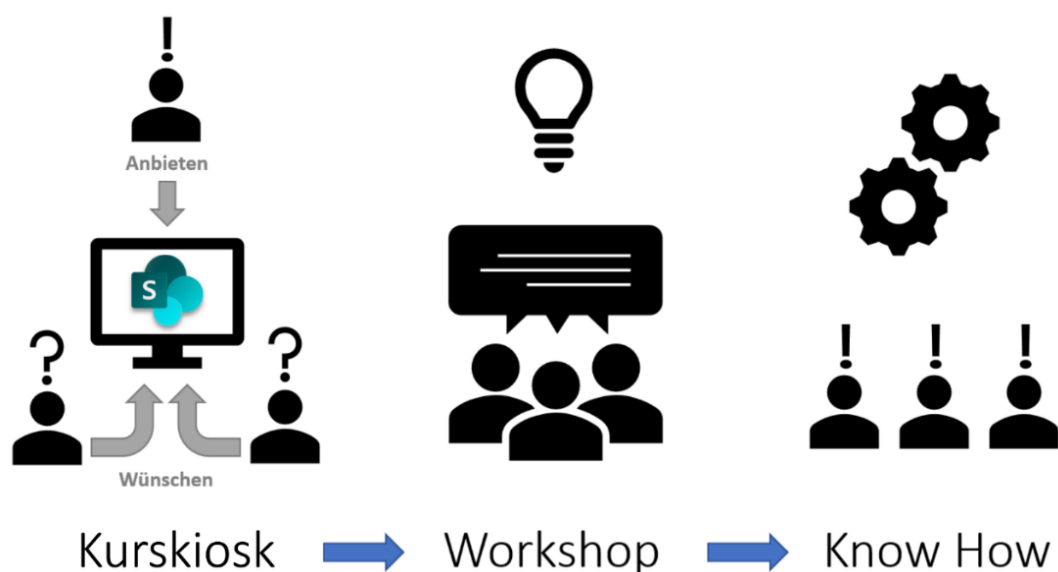 !
Anbieten
S
? ?
Wünschen
! ! !
Kurskiosk Workshop Know How